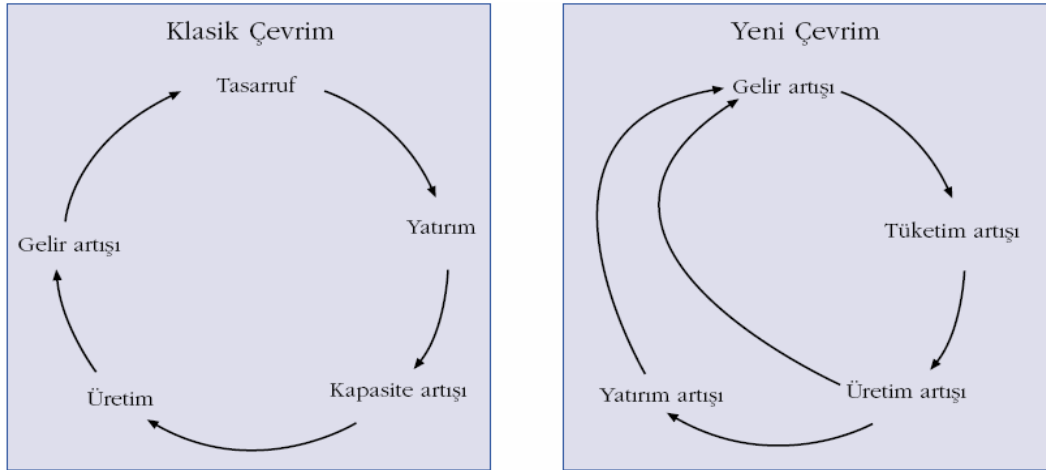 Klasik Çevrim
Tasarruf
Yatırım
Kapasite artışı
Üretim
Gelir artışı
Yeni Çevrim
Gelir artışı
Tüketim artışı
Üretim artışı
Yatırım artışı